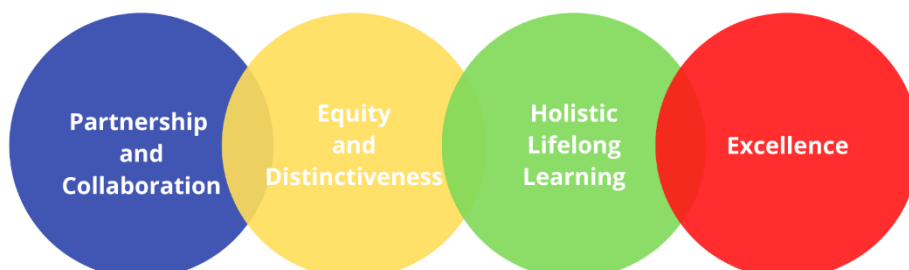 Partnership
and
Collaboration
Equity
and
Distinctiveness
Holistic
Lifelong
Learning
Excellence